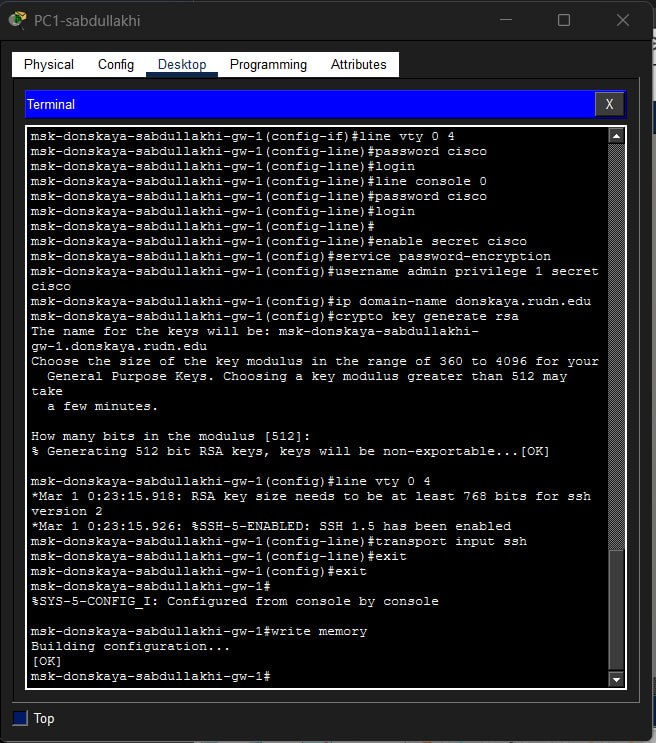 PC1-sabdullakhi
Physical Config Desktop Programming Attributes
Terminal X
msk-donskaya-sabdullakhi-gw-1(config-if)#line vty 0 4
msk-donskaya-sabdullakhi-gw-1(config-line)#password cisco
msk-donskaya-sabdullakhi-gw-1(config-line)#login
msk-donskaya-sabdullakhi-gw-1(config-line)#line console 0
msk-donskaya-sabdullakhi-gw-1(config-line)#password cisco
msk-donskaya-sabdullakhi-gw-1(config-line)#login
msk-donskaya-sabdullakhi-gw-1(config-line)#
msk-donskaya-sabdullakhi-gw-1(config-line)#enable secret cisco
msk-donskaya-sabdullakhi-gw-1(config)#service password-encryption
msk-donskaya-sabdullakhi-gw-1(config)#username admin privilege 1 secret
cisco
msk-donskaya-sabdullakhi-gw-1(config)#ip domain-name donskaya.rudn.edu
msk-donskaya-sabdullakhi-gw-1(config)#crypto key generate rsa
The name for the keys will be: msk-donskaya-sabdullakhi-
gw-1.donskaya.rudn.edu
Choose the size of the key modulus in the range of 360 to 4096 for your
General Purpose Keys. Choosing a key modulus greater than 512 may
take
a few minutes.
How many bits in the modulus [512]:
% Generating 512 bit RSA keys, keys will be non-exportable...[OK]
msk-donskaya-sabdullakhi-gw-1(config)#line vty 0 4
*Mar 1 0:23:15.918: RSA key size needs to be at least 768 bits for ssh
version 2
*Mar 1 0:23:15.926: %SSH-5-ENABLED: SSH 1.5 has been enabled
msk-donskaya-sabdullakhi-gw-1(config-line)#transport input ssh
msk-donskaya-sabdullakhi-gw-1(config-line)#exit
msk-donskaya-sabdullakhi-gw-1(config)#exit
msk-donskaya-sabdullakhi-gw-1#
%SYS-5-CONFIG_I: Configured from console by console
msk-donskaya-sabdullakhi-gw-1#write memory
Building configuration...
[OK]
msk-donskaya-sabdullakhi-gw-1#
Top